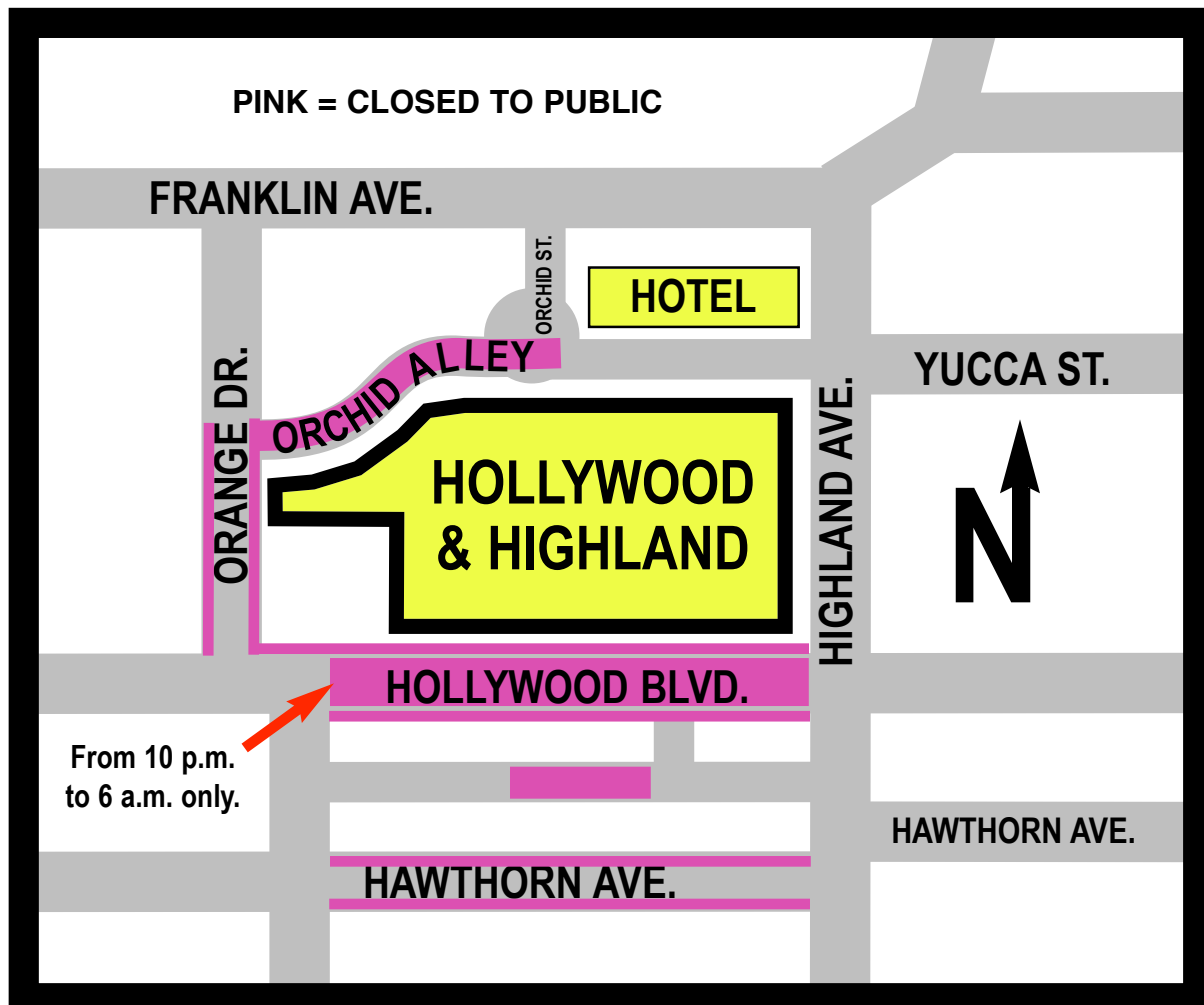 PINK = CLOSED TO PUBLIC
FRANKLIN AVE.
ORCHID ST.
HOTEL
ORCHID ALLEY
YUCCA ST.
ORANGE DR.
HIGHLAND AVE.
HOLLYWOOD
& HIGHLAND
N
HOLLYWOOD BLVD.
From 10 p.m.
to 6 a.m. only.
HAWTHORN AVE.
HAWTHORN AVE.